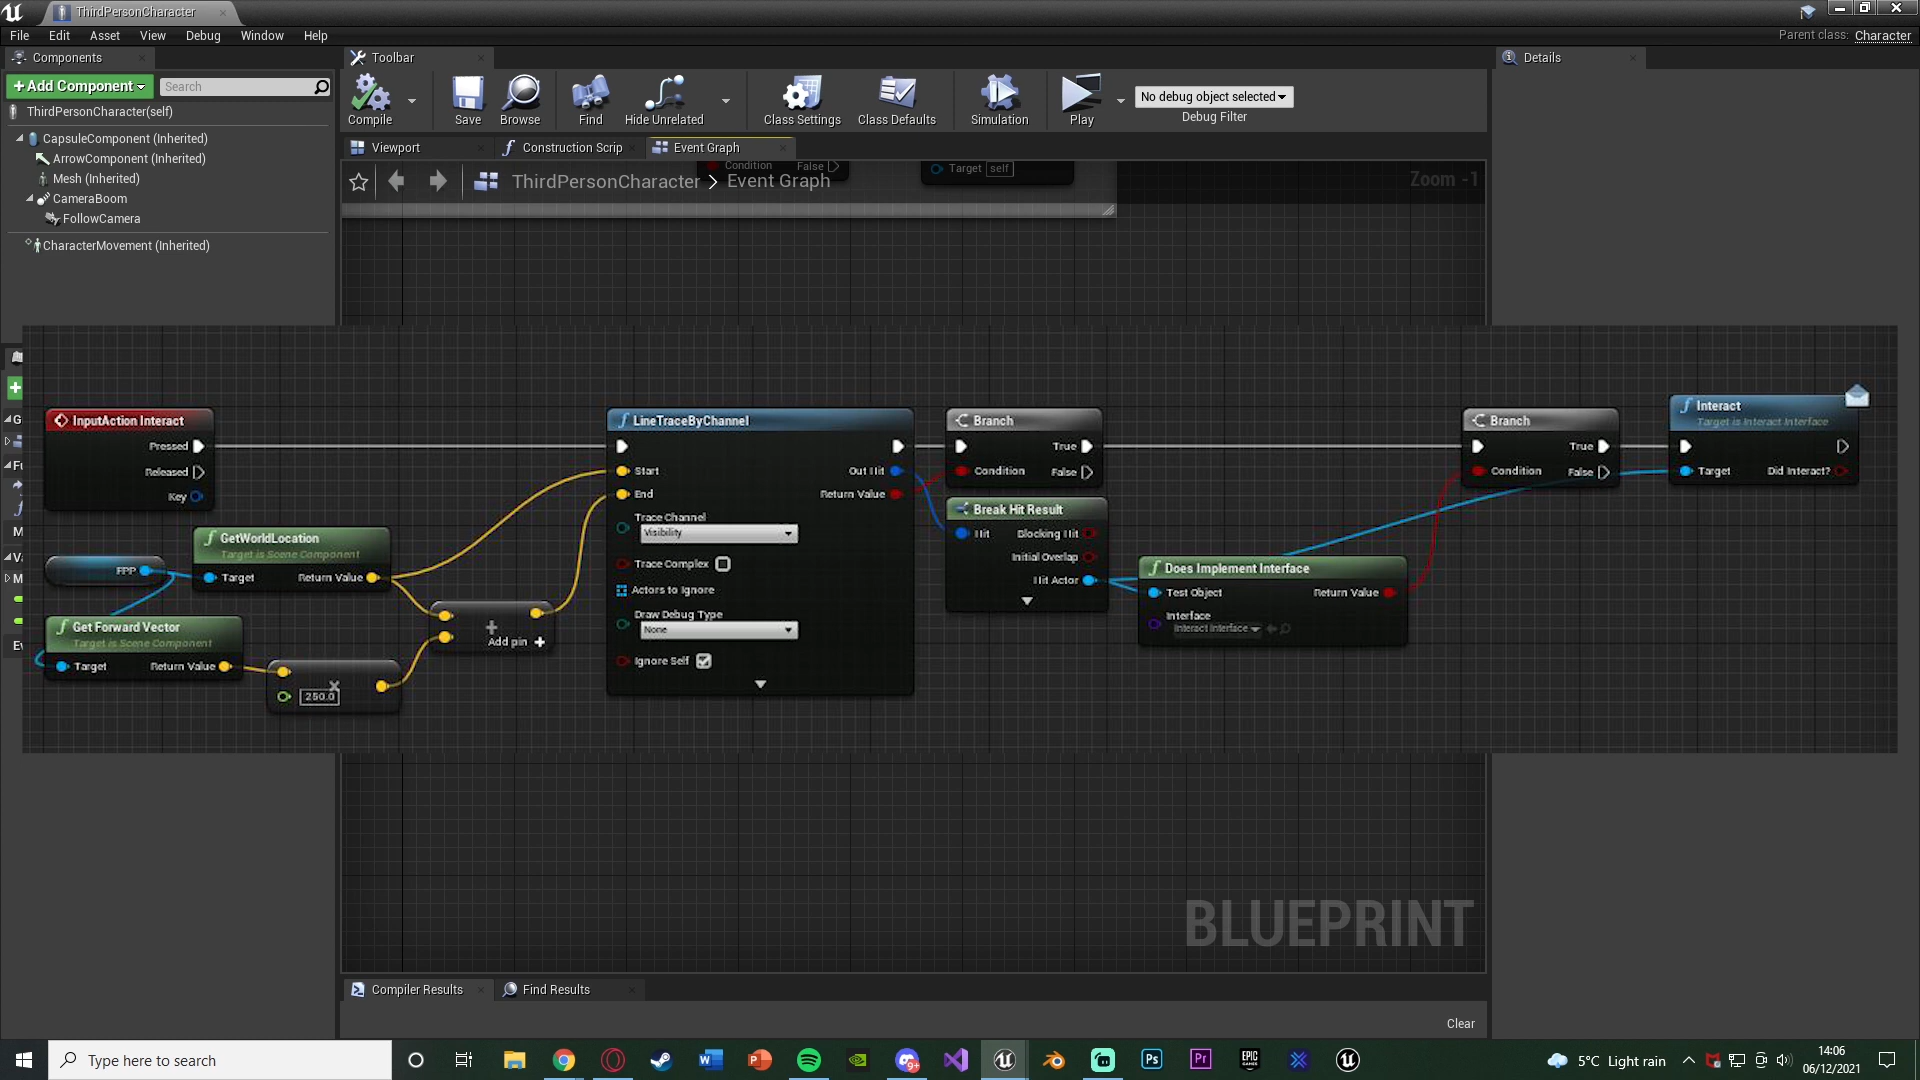 ThirdPersonCharacter
File Edit Asset View Debug Window Help
Parent class: Character
Components
Toolbar
Details
+Add Component
Search
ThirdPersonCharacter(self)
CapsuleComponent (Inherited)
ArrowComponent (Inherited)
Mesh (Inherited)
CameraBoom
FollowCamera
CharacterMovement (Inherited)
Compile
Save
Browse
Find
Hide Unrelated
Class Settings
Class Defaults
Simulation
Play
No debug object selected
Debug Filter
Viewport
Construction Scrip
Event Graph
Condition False
Target self
ThirdPersonCharacter > Event Graph
Zoom -1
InputAction Interact
Pressed
Released
Key
FPP
GetWorldLocation
Target is Scene Component
Target Return Value
Get Forward Vector
Target is Scene Component
Target Return Value
250.0
Add pin +
LineTraceByChannel
Start Out Hit
End Return Value
Trace Channel
Visibility
Trace Complex
Actors to Ignore
Draw Debug Type
None
Ignore Self
Branch
True
Condition False
Break Hit Result
Hit Blocking Hit
Initial Overlap
Hit Actor
Does Implement Interface
Test Object Return Value
Interface
Interact Interface
Branch
True
Condition False
Interact
Target is Interact Interface
Target Did Interact?
BLUEPRINT
Compiler Results
Find Results
Clear
Type here to search
5°C Light rain
14:06
06/12/2021